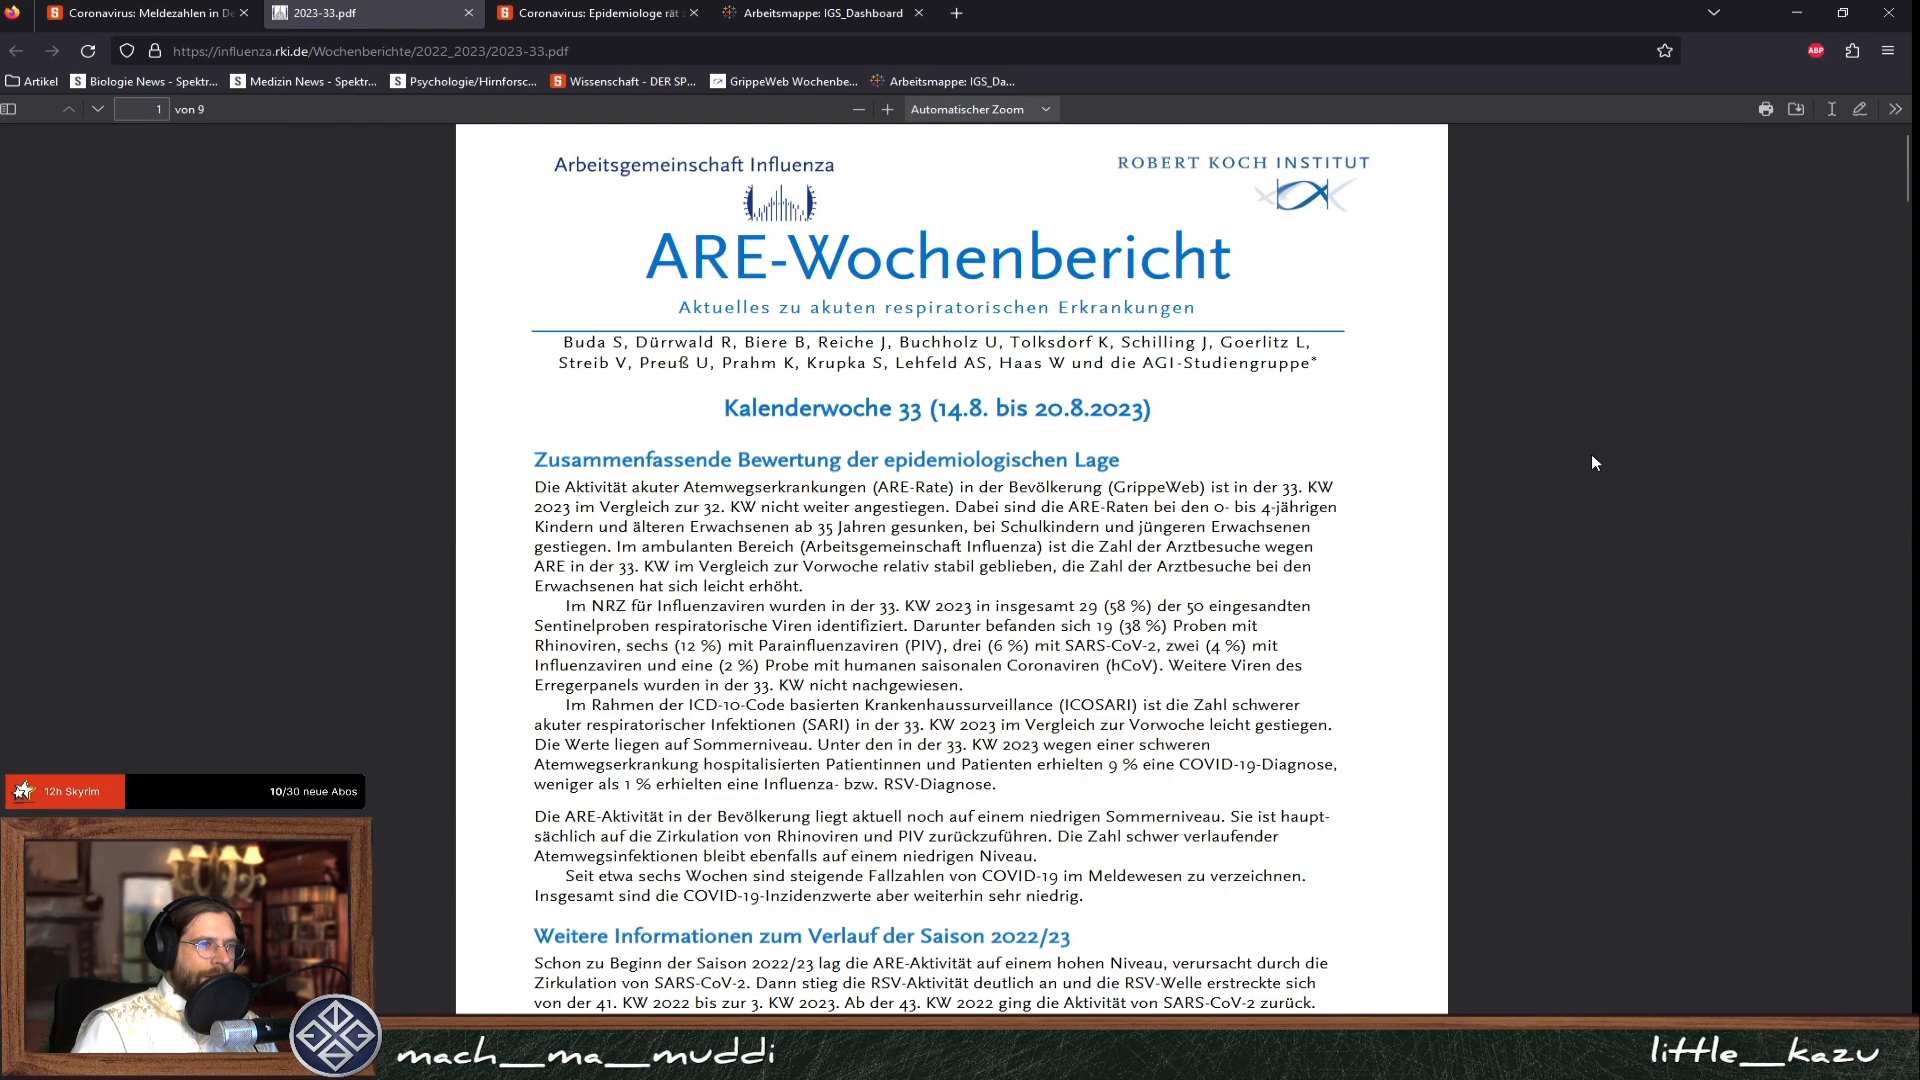 Coronavirus: Meldezahlen in De
2023-33.pdf
Coronavirus: Epidemiologe rät z
Arbeitsmappe: IGS_Dashboard
https://influenza.rki.de/Wochenberichte/2022_2023/2023-33.pdf
ABP
Artikel
S Biologie News - Spektr...
S Medizin News - Spektr...
S Psychologie/Hirnforsc...
Wissenschaft - DER SP...
GrippeWeb Wochenbe...
Arbeitsmappe: IGS_Da...
1 von 9
Automatischer Zoom
Arbeitsgemeinschaft Influenza
ROBERT KOCH INSTITUT
ARE-Wochenbericht
Aktuelles zu akuten respiratorischen Erkrankungen
Buda S, Dürrwald R, Biere B, Reiche J, Buchholz U, Tolksdorf K, Schilling J, Goerlitz L,
Streib V, Preuß U, Prahm K, Krupka S, Lehfeld AS, Haas W und die AGI-Studiengruppe*
Kalenderwoche 33 (14.8. bis 20.8.2023)
Zusammenfassende Bewertung der epidemiologischen Lage
Die Aktivität akuter Atemwegserkrankungen (ARE-Rate) in der Bevölkerung (GrippeWeb) ist in der 33. KW
2023 im Vergleich zur 32. KW nicht weiter angestiegen. Dabei sind die ARE-Raten bei den 0- bis 4-jährigen
Kindern und älteren Erwachsenen ab 35 Jahren gesunken, bei Schulkindern und jüngeren Erwachsenen
gestiegen. Im ambulanten Bereich (Arbeitsgemeinschaft Influenza) ist die Zahl der Arztbesuche wegen
ARE in der 33. KW im Vergleich zur Vorwoche relativ stabil geblieben, die Zahl der Arztbesuche bei den
Erwachsenen hat sich leicht erhöht.
Im NRZ für Influenzaviren wurden in der 33. KW 2023 in insgesamt 29 (58 %) der 50 eingesandten
Sentinelproben respiratorische Viren identifiziert. Darunter befanden sich 19 (38 %) Proben mit
Rhinoviren, sechs (12 %) mit Parainfluenzaviren (PIV), drei (6 %) mit SARS-CoV-2, zwei (4 %) mit
Influenzaviren und eine (2 %) Probe mit humanen saisonalen Coronaviren (hCoV). Weitere Viren des
Erregerpanels wurden in der 33. KW nicht nachgewiesen.
Im Rahmen der ICD-10-Code basierten Krankenhaussurveillance (ICOSARI) ist die Zahl schwerer
akuter respiratorischer Infektionen (SARI) in der 33. KW 2023 im Vergleich zur Vorwoche leicht gestiegen.
Die Werte liegen auf Sommerniveau. Unter den in der 33. KW 2023 wegen einer schweren
Atemwegserkrankung hospitalisierten Patientinnen und Patienten erhielten 9 % eine COVID-19-Diagnose,
weniger als 1 % erhielten eine Influenza- bzw. RSV-Diagnose.
Die ARE-Aktivität in der Bevölkerung liegt aktuell noch auf einem niedrigen Sommerniveau. Sie ist haupt-
sächlich auf die Zirkulation von Rhinoviren und PIV zurückzuführen. Die Zahl schwer verlaufender
Atemwegsinfektionen bleibt ebenfalls auf einem niedrigen Niveau.
Seit etwa sechs Wochen sind steigende Fallzahlen von COVID-19 im Meldewesen zu verzeichnen.
Insgesamt sind die COVID-19-Inzidenzwerte aber weiterhin sehr niedrig.
Weitere Informationen zum Verlauf der Saison 2022/23
Schon zu Beginn der Saison 2022/23 lag die ARE-Aktivität auf einem hohen Niveau, verursacht durch die
Zirkulation von SARS-CoV-2. Dann stieg die RSV-Aktivität deutlich an und die RSV-Welle erstreckte sich
von der 41. KW 2022 bis zur 3. KW 2023. Ab der 43. KW 2022 ging die Aktivität von SARS-CoV-2 zurück.
12h Skyrim
10/30 neue Abos
mach__ma__muddi
little__kazu